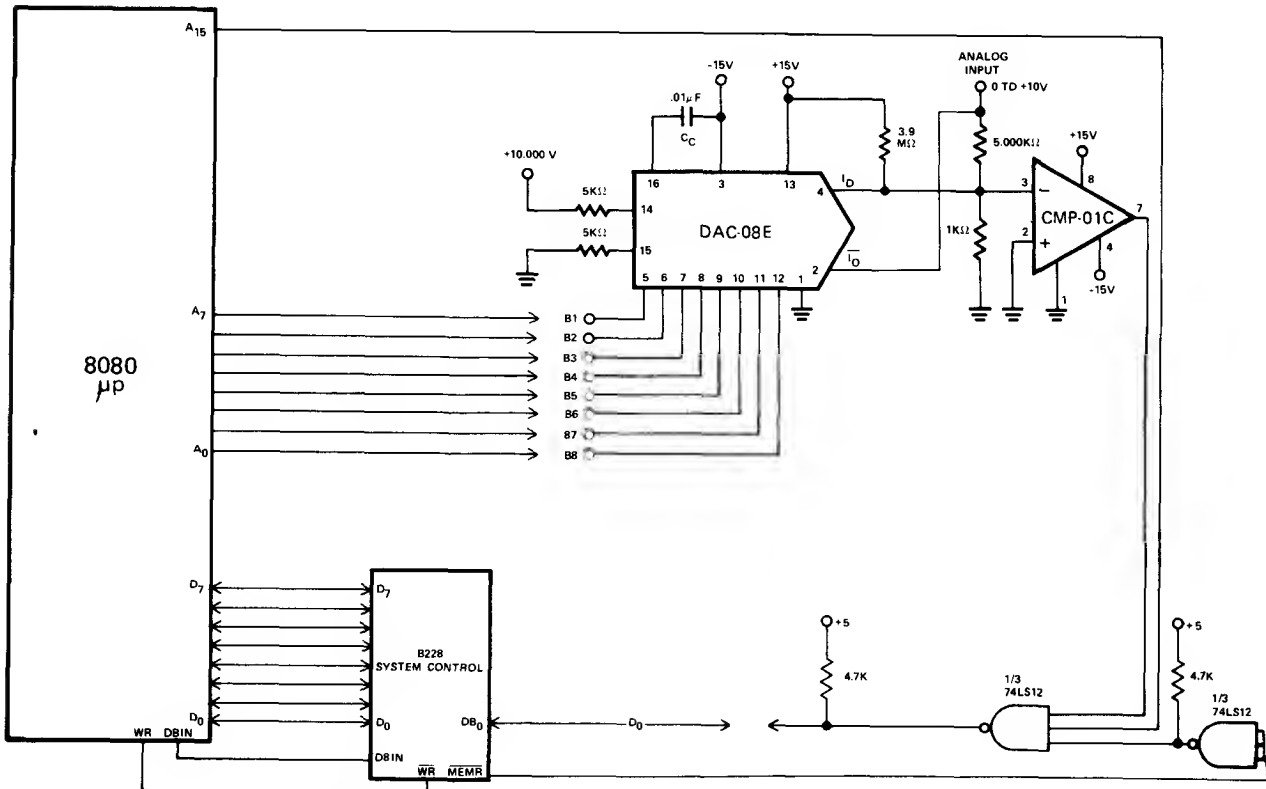 A15
-15V
+15V
ANALOG
INPUT
0 TD +10V
.01µF
CC
3.9
MΩ
5.000KΩ
+15V
+10.000 V
16
3
13
4
IO
8
5KΩ
14
DAC-08E
3
−
7
CMP-01C
5KΩ
15
1KΩ
2
+
4
2
IO
5 6 7 8 9 10 11 12 1
1
-15V
A7
B1
B2
8080
µp
B3
B4
B5
B6
87
A0
B8
D7
D7
B228
SYSTEM CONTROL
+5
+5
4.7K
1/3
74LS12
4.7K
1/3
74LS12
D0
D0
DB0
D0
WR DBIN
DBIN
WR MEMR